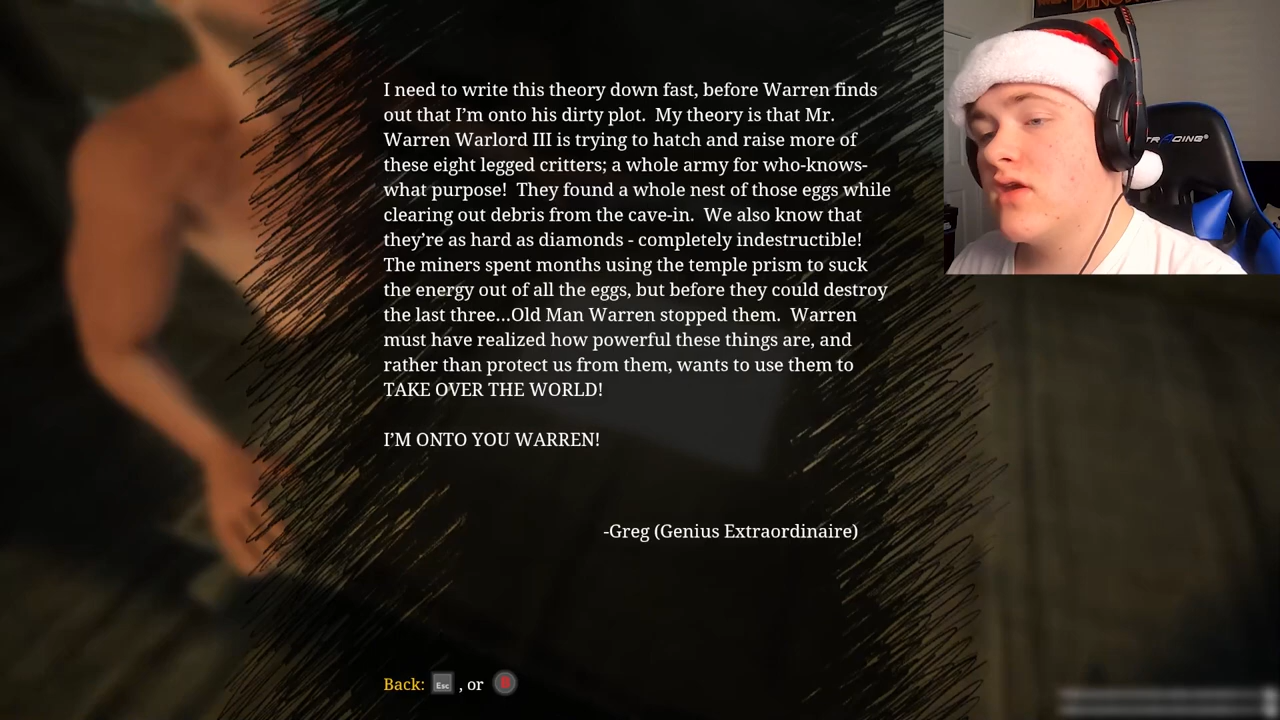 I need to write this theory down fast, before Warren finds
out that I'm onto his dirty plot.  My theory is that Mr.
Warren Warlord III is trying to hatch and raise more of
these eight legged critters; a whole army for who-knows-
what purpose!  They found a whole nest of those eggs while
clearing out debris from the cave-in.  We also know that
they're as hard as diamonds - completely indestructible!
The miners spent months using the temple prism to suck
the energy out of all the eggs, but before they could destroy
the last three...Old Man Warren stopped them.  Warren
must have realized how powerful these things are, and
rather than protect us from them, wants to use them to
TAKE OVER THE WORLD!
I'M ONTO YOU WARREN!
-Greg (Genius Extraordinaire)
Back: Esc , or